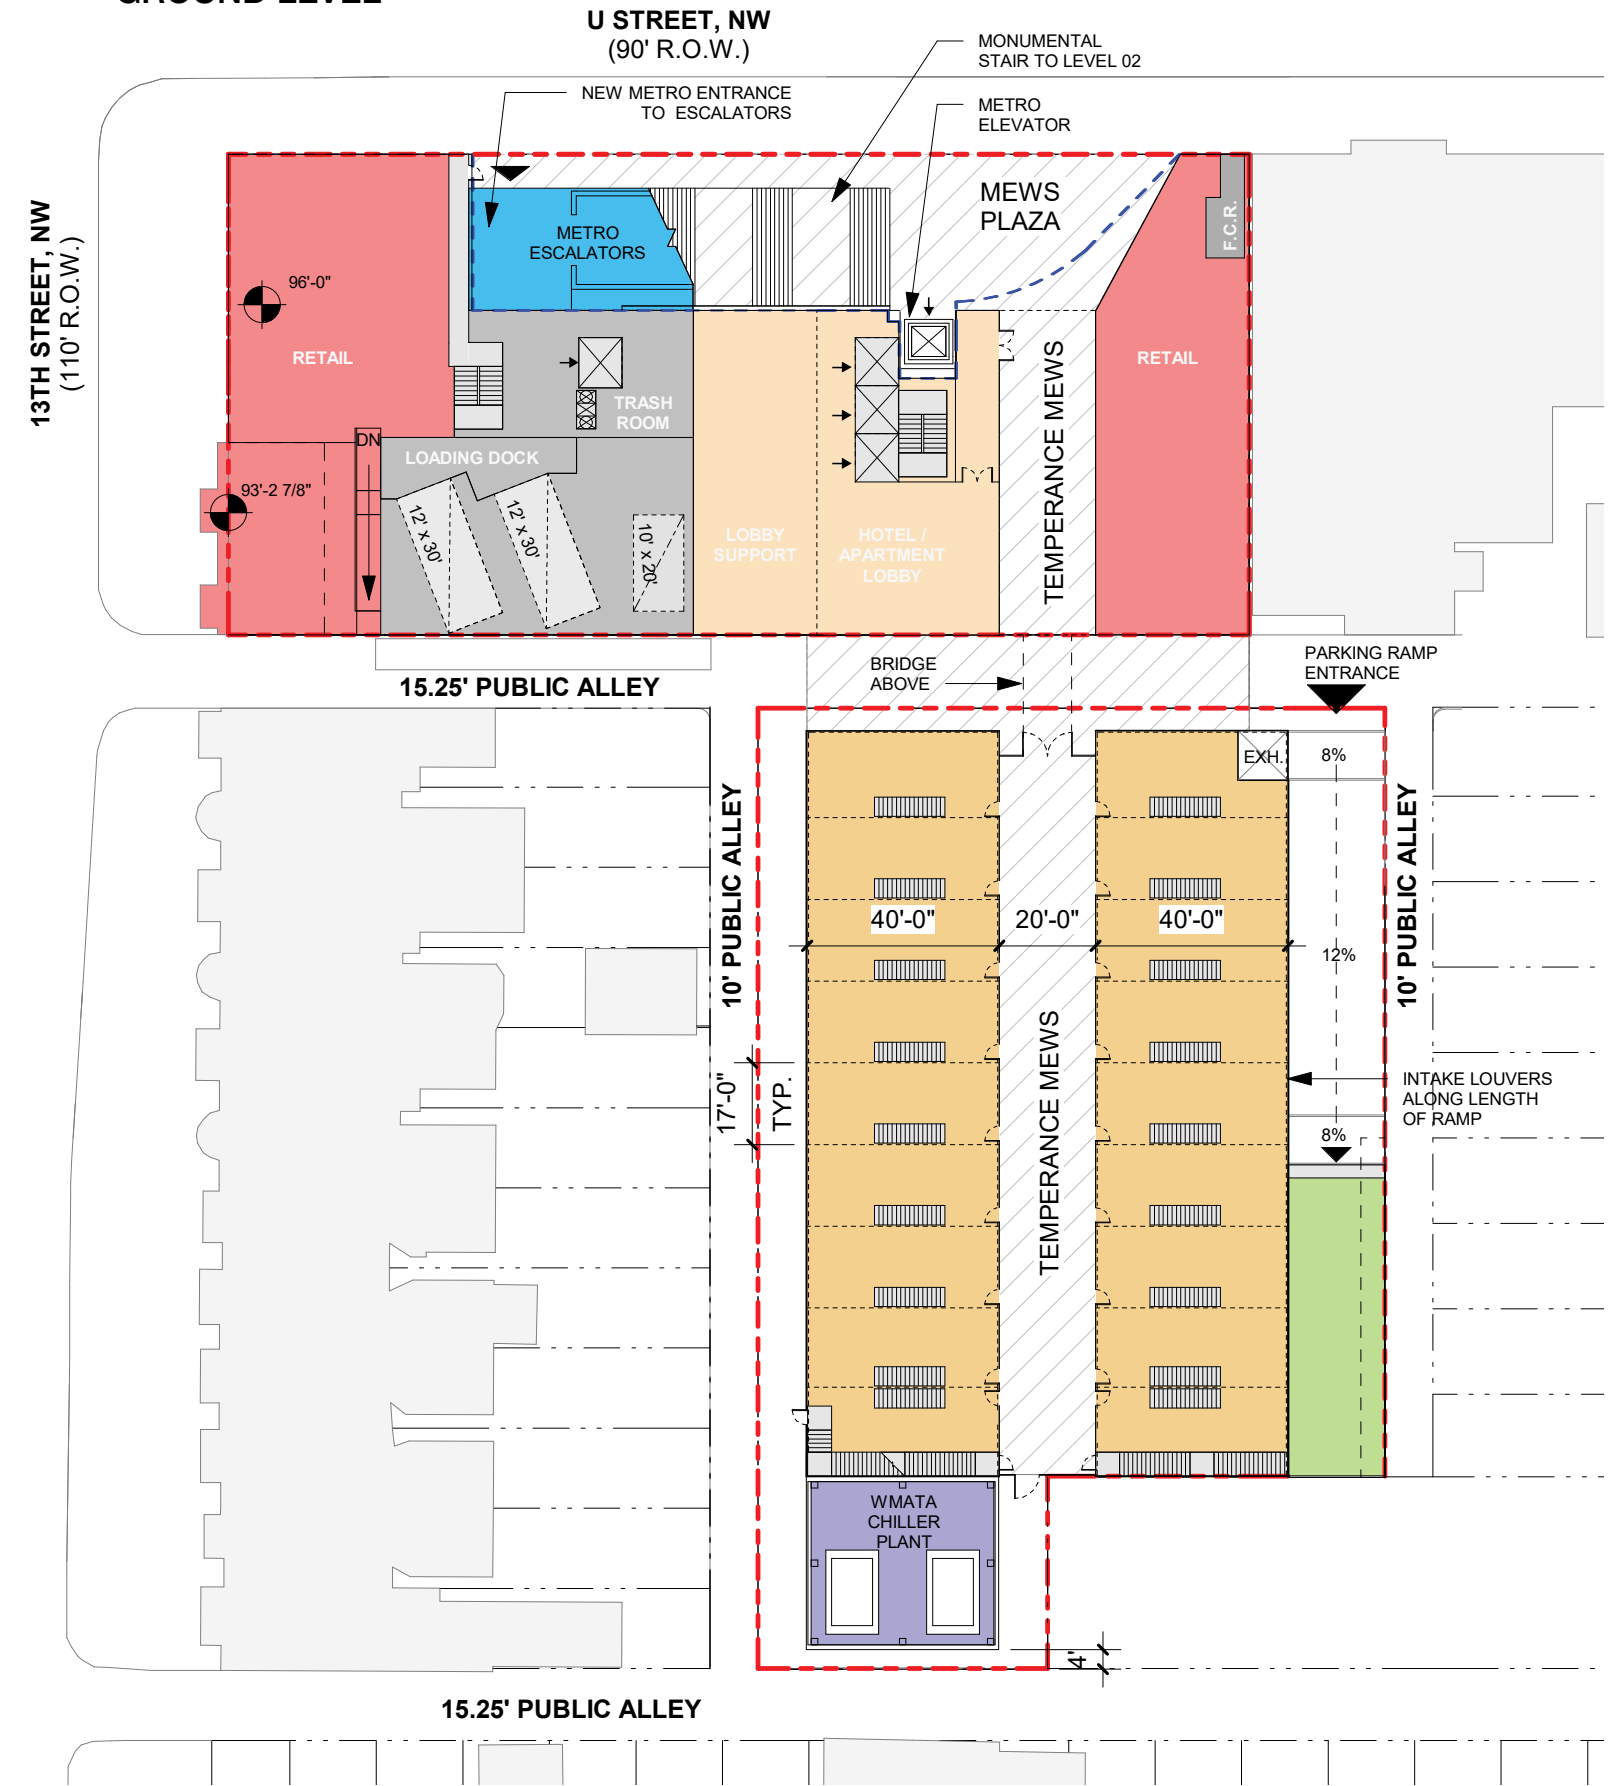 GROUND LEVEL
U STREET, NW
(90' R.O.W.)
MONUMENTAL
STAIR TO LEVEL 02
NEW METRO ENTRANCE
TO ESCALATORS
METRO
ELEVATOR
13TH STREET, NW
(110' R.O.W.)
MEWS
PLAZA
F.C.R.
METRO
ESCALATORS
96'-0"
RETAIL
RETAIL
TEMPERANCE MEWS
TRASH
ROOM
DN
LOADING DOCK
93'-2 7/8"
12' x 30'
12' x 30'
10' x 20'
LOBBY
SUPPORT
HOTEL /
APARTMENT
LOBBY
BRIDGE
ABOVE
PARKING RAMP
ENTRANCE
15.25' PUBLIC ALLEY
EXH.
8%
10' PUBLIC ALLEY
10' PUBLIC ALLEY
40'-0"
20'-0"
40'-0"
12%
TEMPERANCE MEWS
17'-0"
TYP.
INTAKE LOUVERS
ALONG LENGTH
OF RAMP
8%
WMATA
CHILLER
PLANT
4'
15.25' PUBLIC ALLEY